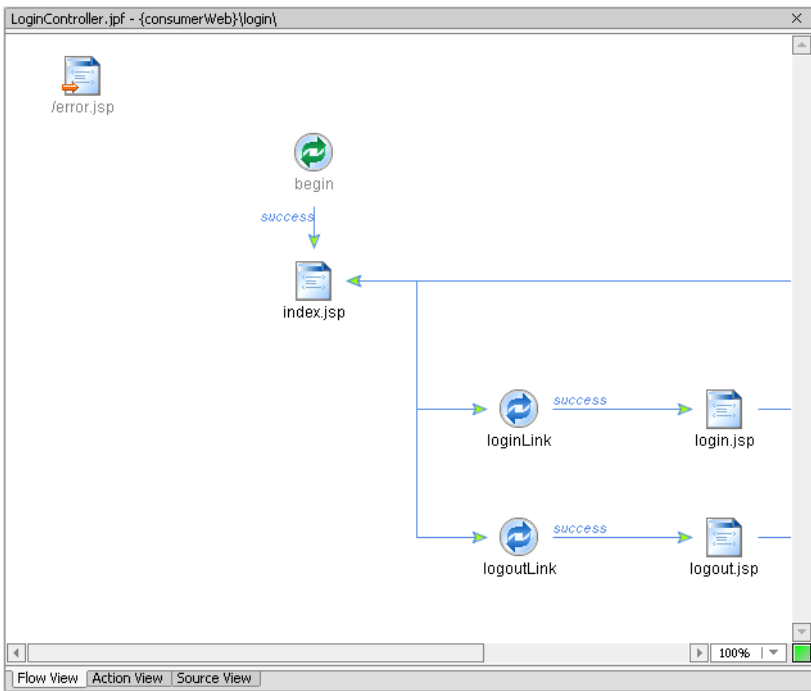 LoginController.jpf - {consumerWeb}\login\
/error.jsp
begin
success
index.jsp
success
loginLink
login.jsp
success
logoutLink
logout.jsp
100%
Flow View Action View Source View